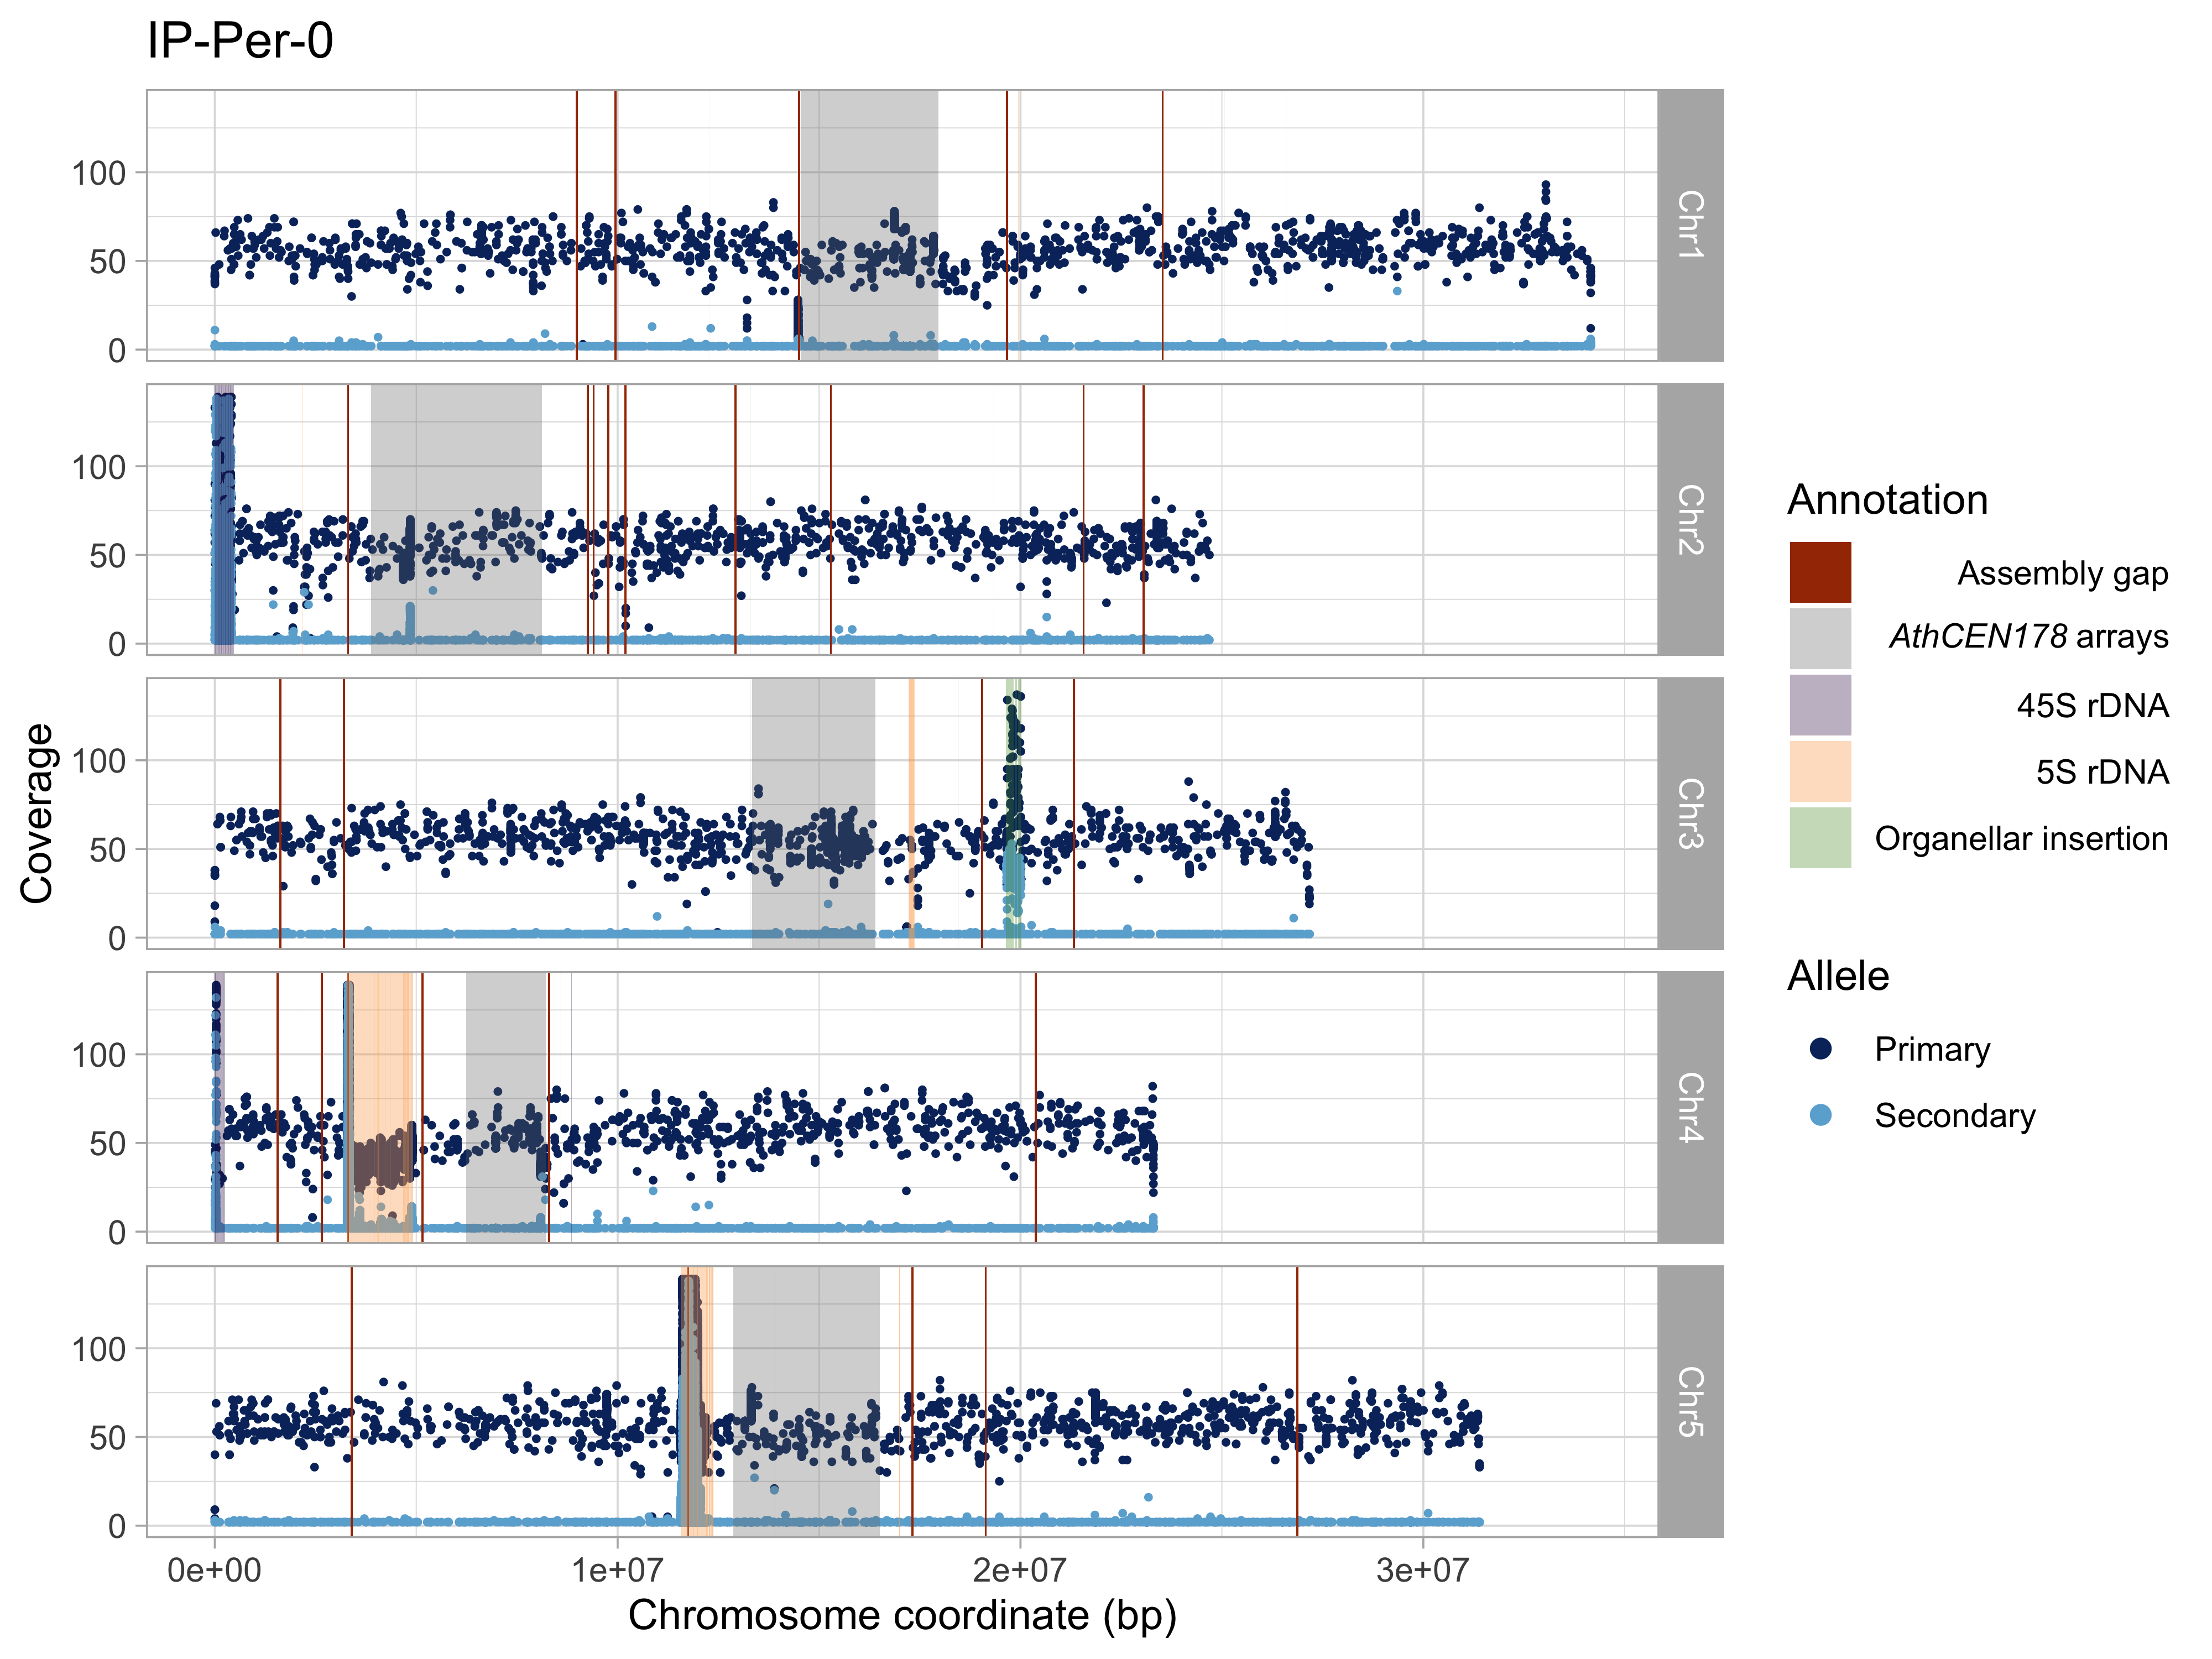 IP-Per-0
Coverage
100
50
0
Chr1
100
50
0
Chr2
100
50
0
Chr3
100
50
0
Chr4
100
50
0
Chr5
0e+00 1e+07 2e+07 3e+07
Chromosome coordinate (bp)
Annotation
Assembly gap
AthCEN178 arrays
45S rDNA
5S rDNA
Organellar insertion
Allele
Primary
Secondary